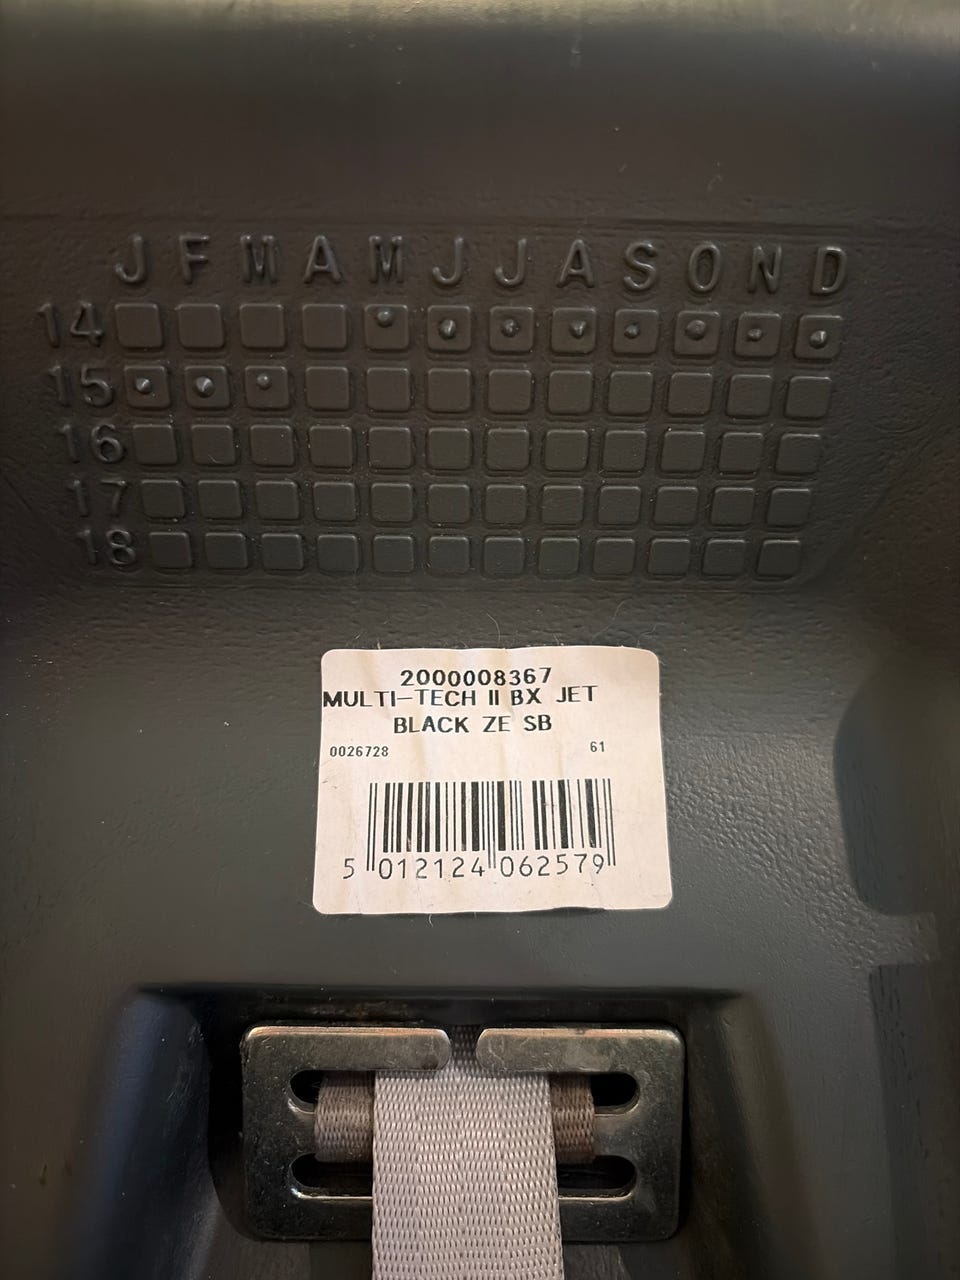 J F M A M J J A S O N D
14
15
16
17
18
2000008367
MULTI-TECH II BX JET
BLACK ZE SB
0026728 61
5 012124 062579